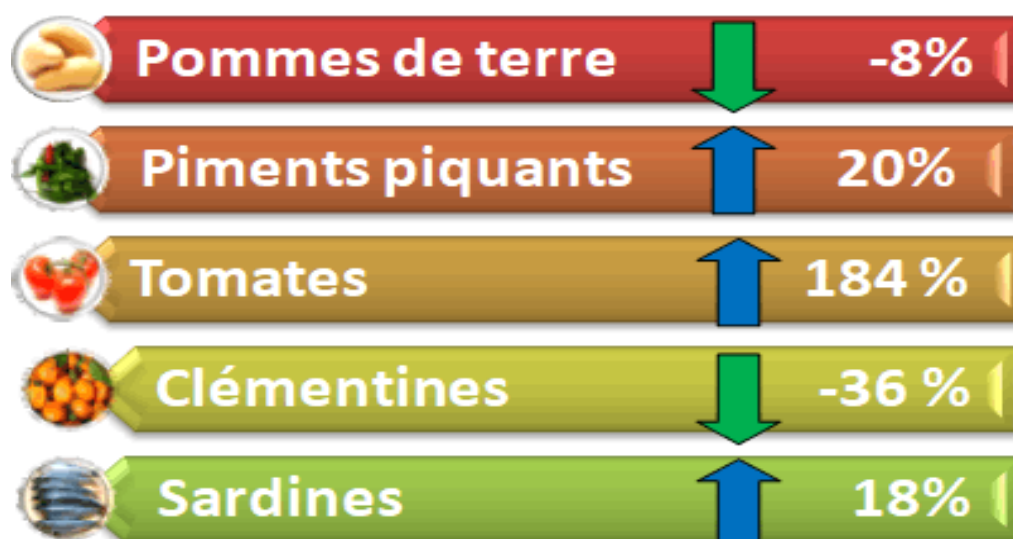 Pommes de terre -8%
Piments piquants 20%
Tomates 184 %
Clémentines -36 %
Sardines 18%